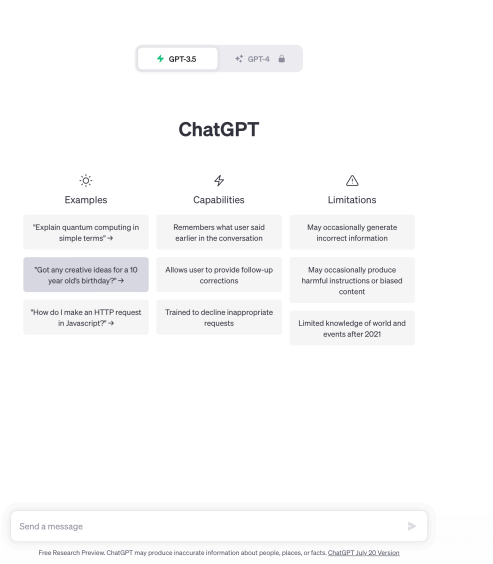 GPT-3.5
GPT-4
ChatGPT
Examples
"Explain quantum computing in
simple terms" →
"Got any creative ideas for a 10
year old's birthday?" →
"How do I make an HTTP request
in Javascript?" →
Capabilities
Remembers what user said
earlier in the conversation
Allows user to provide follow-up
corrections
Trained to decline inappropriate
requests
Limitations
May occasionally generate
incorrect information
May occasionally produce
harmful instructions or biased
content
Limited knowledge of world and
events after 2021
Send a message
Free Research Preview. ChatGPT may produce inaccurate information about people, places, or facts. ChatGPT July 20 Version